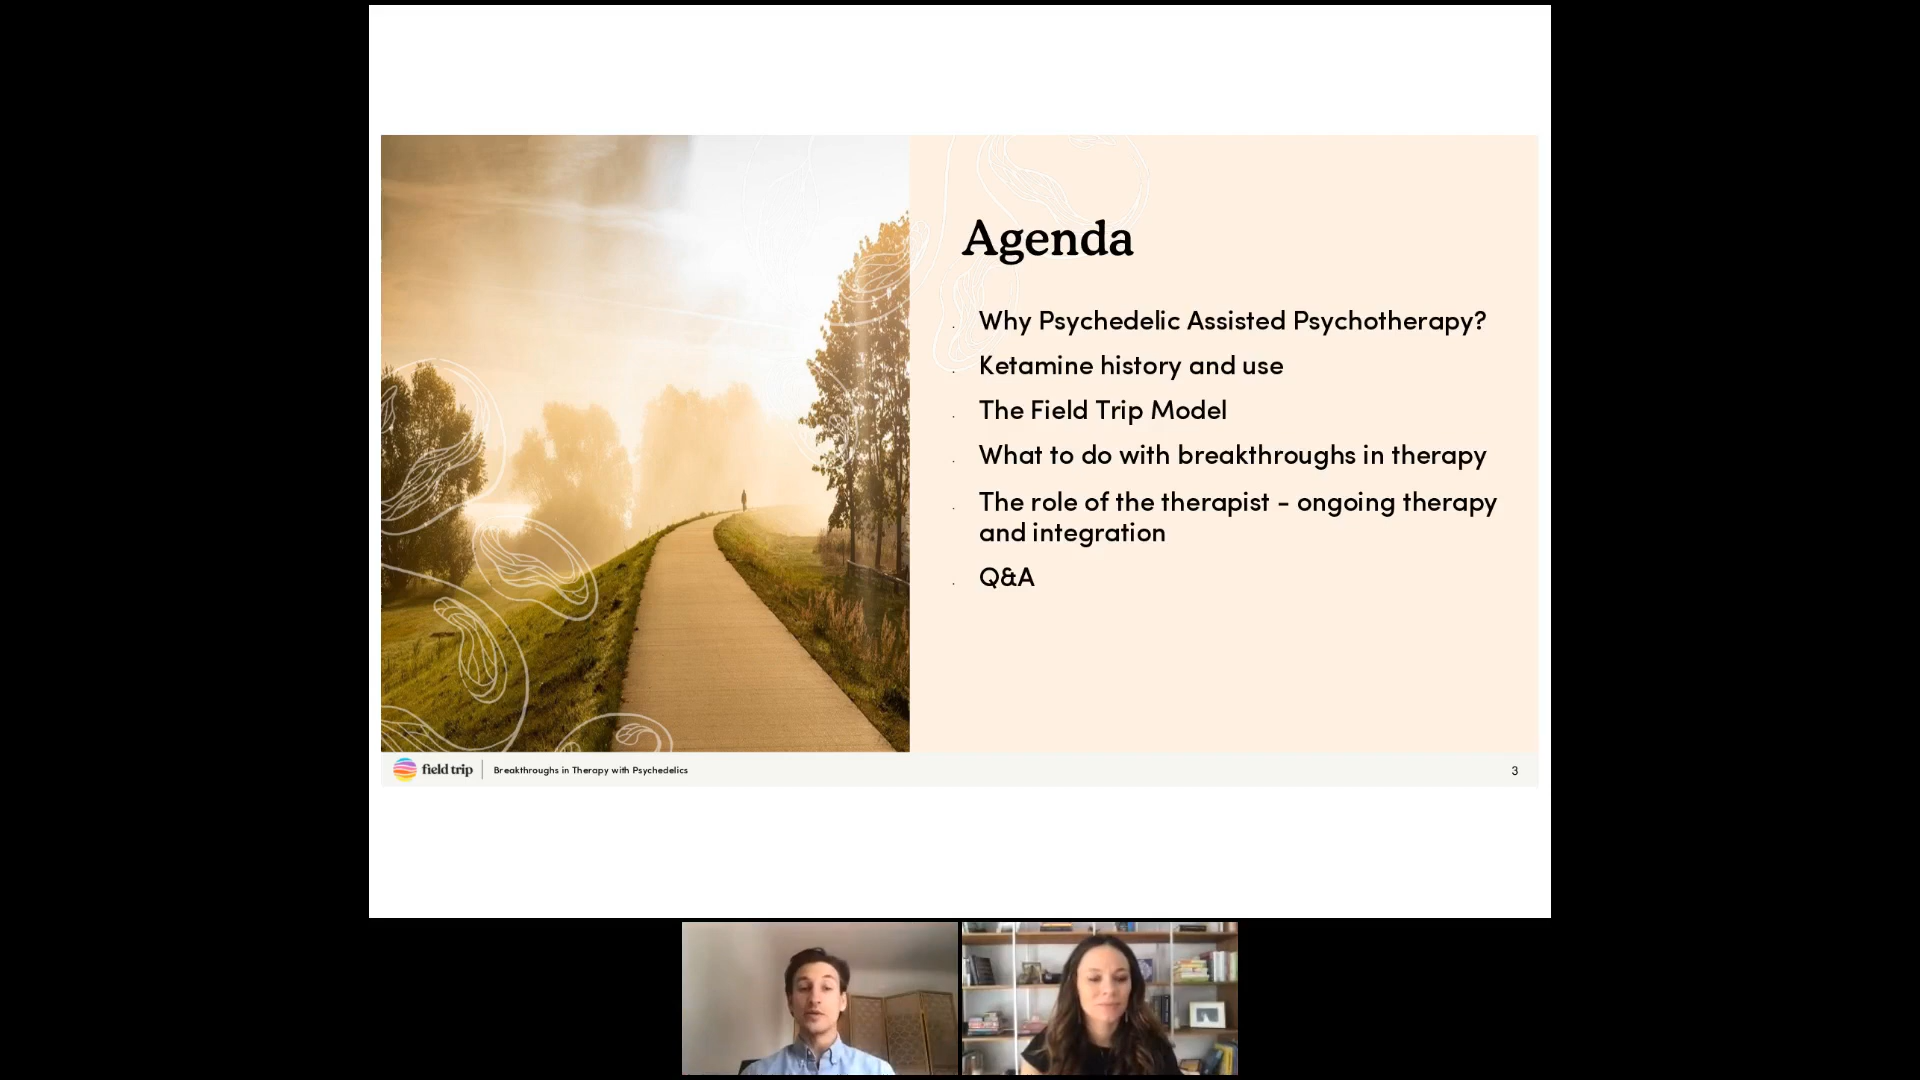 Agenda
Why Psychedelic Assisted Psychotherapy?
Ketamine history and use
The Field Trip Model
What to do with breakthroughs in therapy
The role of the therapist - ongoing therapy
and integration
Q&A
field trip
Breakthroughs in Therapy with Psychedelics
3